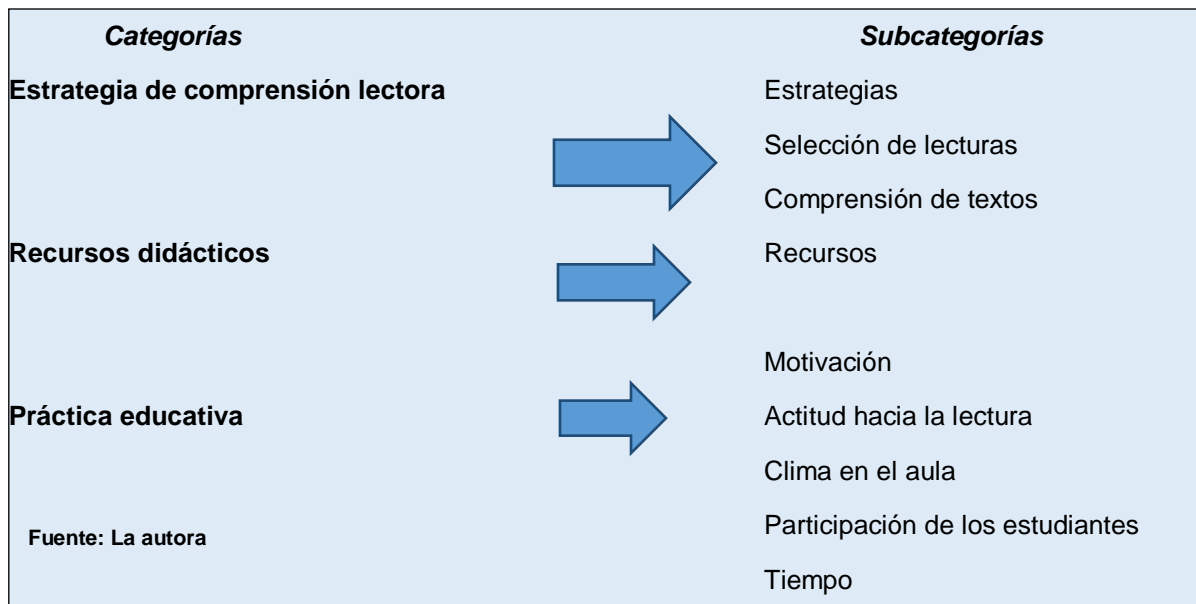 Categorías Subcategorías
Estrategia de comprensión lectora Estrategias
Selección de lecturas
Comprensión de textos
Recursos didácticos Recursos
Motivación
Práctica educativa Actitud hacia la lectura
Clima en el aula
Participación de los estudiantes
Fuente: La autora
Tiempo